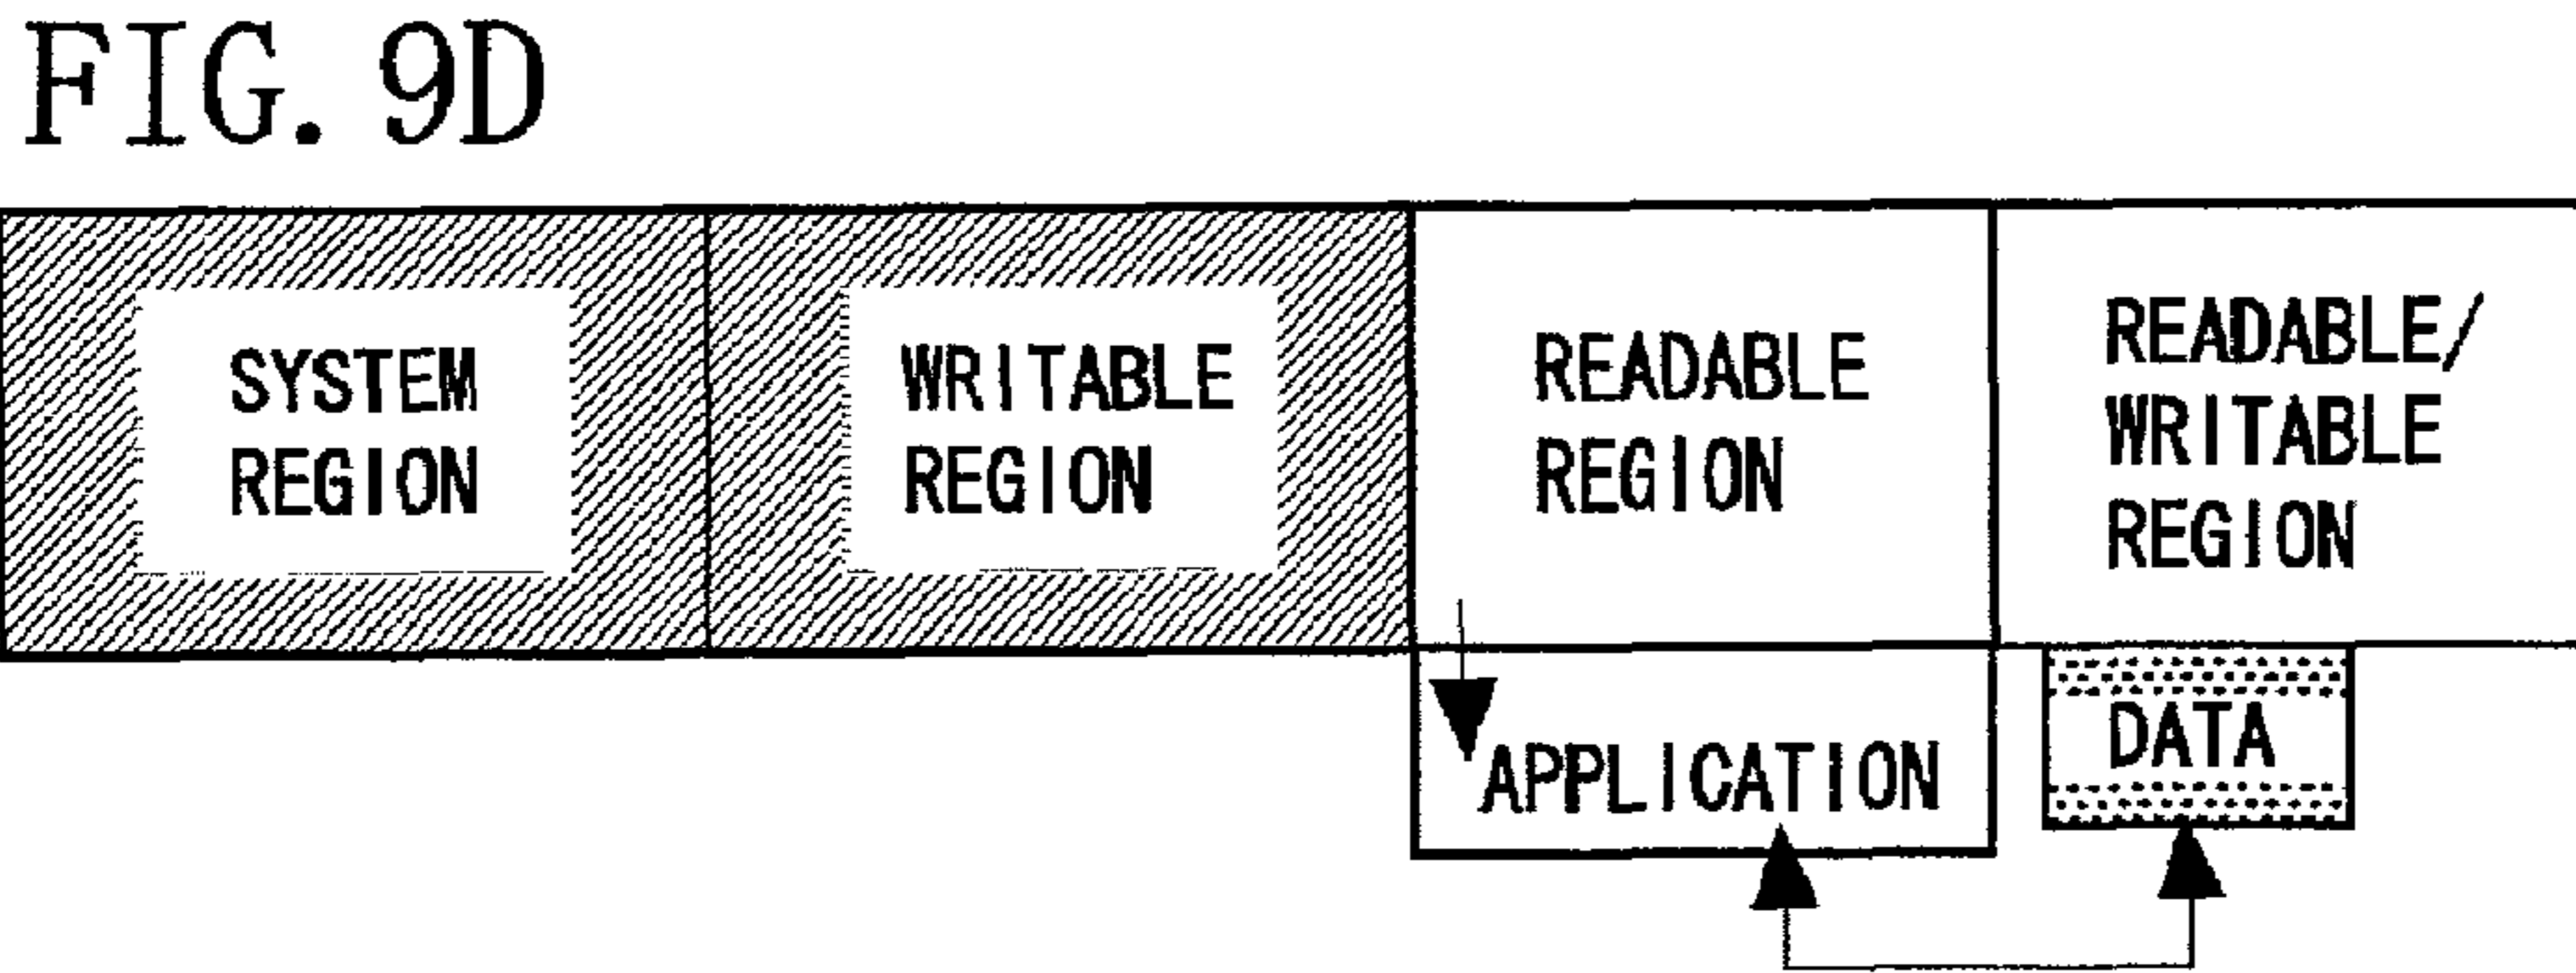 FIG. 9D
SYSTEM
REGION
WRITABLE
REGION
READABLE
REGION
READABLE/
WRITABLE
REGION
APPLICATION
DATA